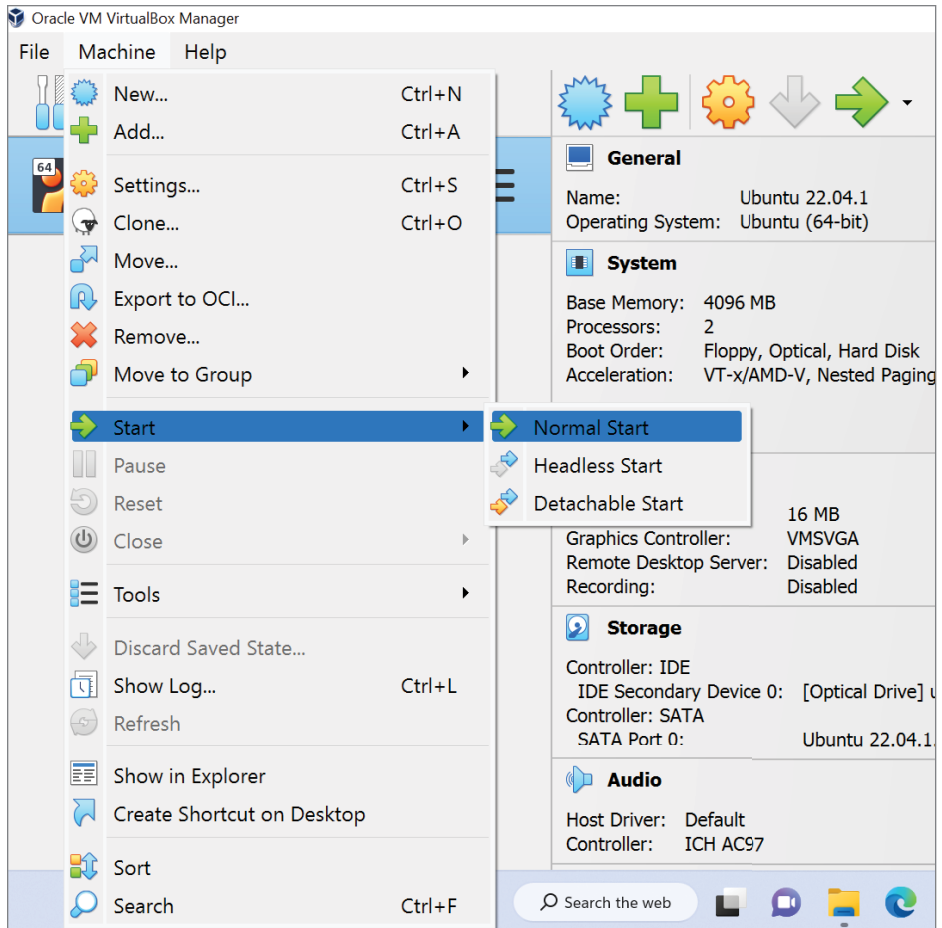 Oracle VM VirtualBox Manager
File Machine Help
New... Ctrl+N
Add... Ctrl+A
64
Settings... Ctrl+S
Clone... Ctrl+O
Move...
Export to OCI...
Remove...
Move to Group
Start
Pause
Reset
Close
Tools
Discard Saved State...
Show Log... Ctrl+L
Refresh
Show in Explorer
Create Shortcut on Desktop
Sort
Search Ctrl+F
Normal Start
Headless Start
Detachable Start
General
Name: Ubuntu 22.04.1
Operating System: Ubuntu (64-bit)
System
Base Memory: 4096 MB
Processors: 2
Boot Order: Floppy, Optical, Hard Disk
Acceleration: VT-x/AMD-V, Nested Paging
16 MB
Graphics Controller: VMSVGA
Remote Desktop Server: Disabled
Recording: Disabled
Storage
Controller: IDE
IDE Secondary Device 0: [Optical Drive]
Controller: SATA
SATA Port 0: Ubuntu 22.04.1.
Audio
Host Driver: Default
Controller: ICH AC97
Search the web